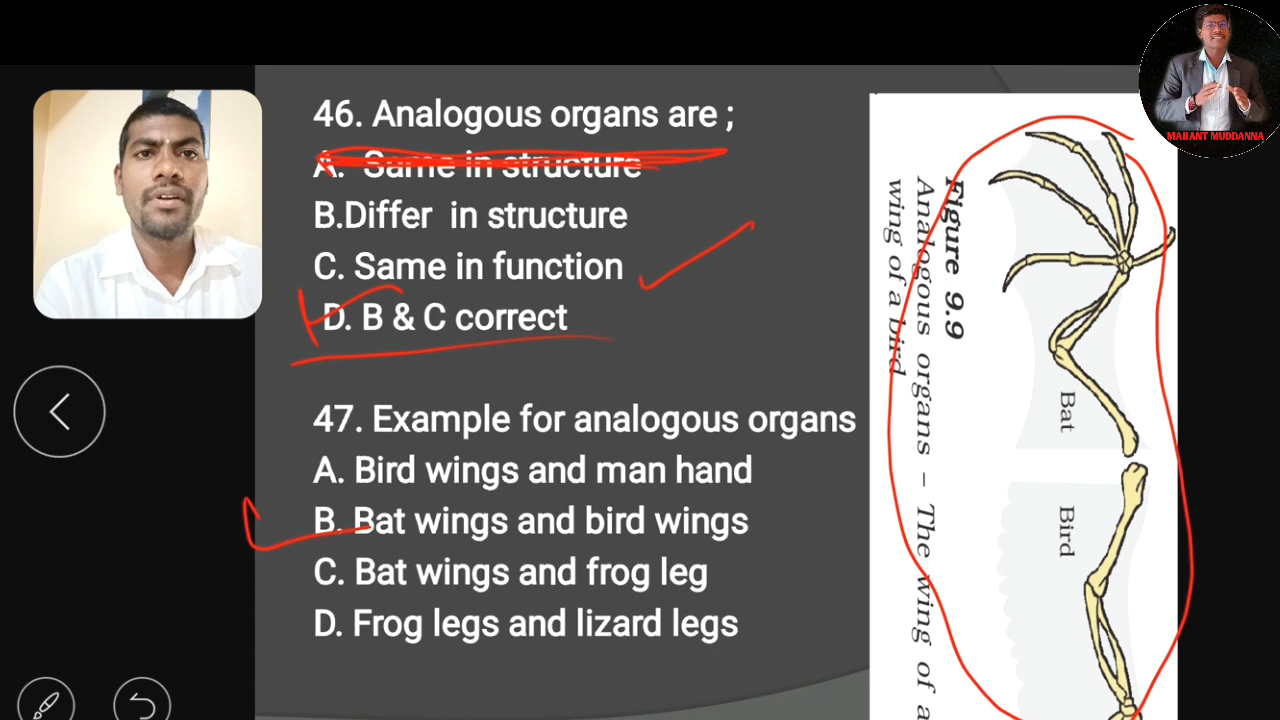 MAHANT MUDDANNA
46. Analogous organs are ;
A. Same in structure
B.Differ in structure
C. Same in function
D. B & C correct
47. Example for analogous organs
A. Bird wings and man hand
B. Bat wings and bird wings
C. Bat wings and frog leg
D. Frog legs and lizard legs
Bat
Bird
Figure 9.9
Analogous organs – The wing of a
wing of a bird